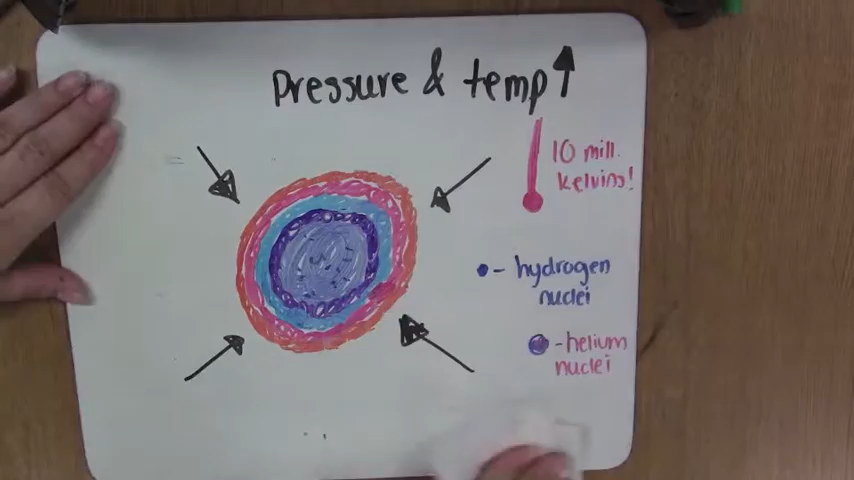 Pressure & temp
10 mill.
kelvins!
- hydrogen
nuclei
- helium
nuclei